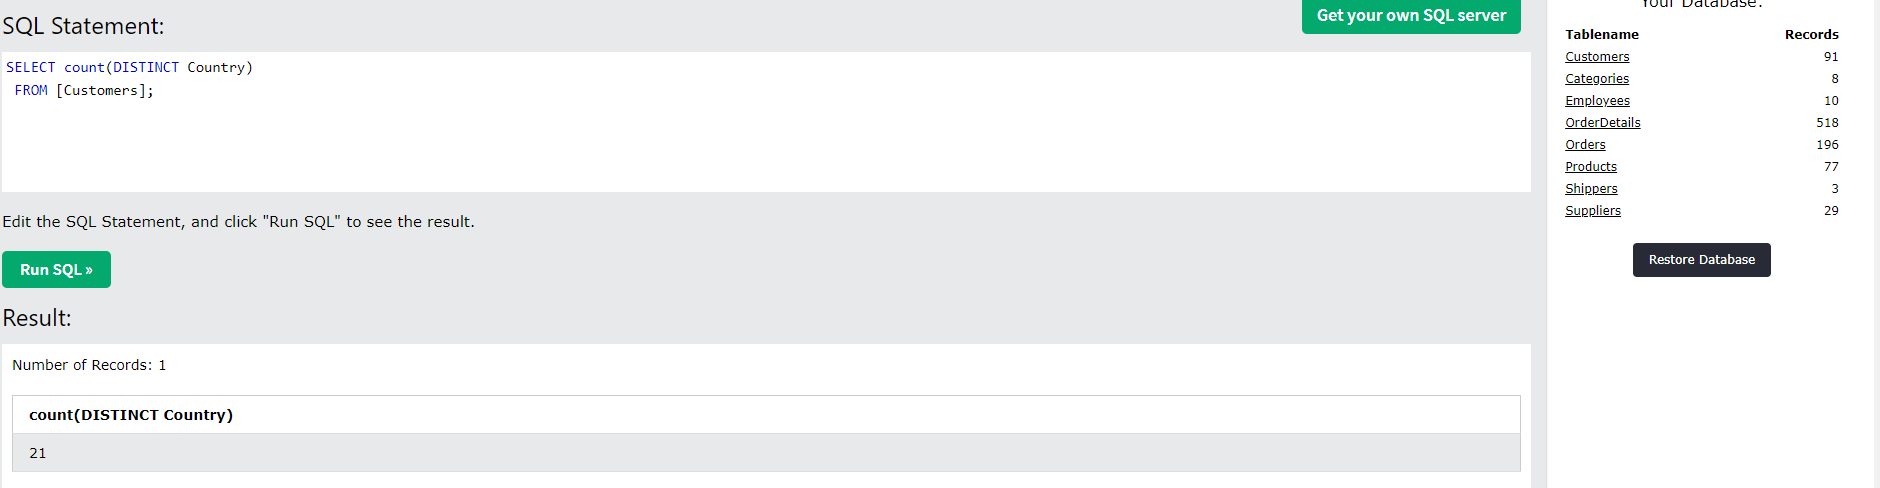 SQL Statement:
Get your own SQL server
SELECT count(DISTINCT Country)
FROM [Customers];
Edit the SQL Statement, and click "Run SQL" to see the result.
Run SQL »
Result:
Number of Records: 1
count(DISTINCT Country)
21
Your Database:
Tablename Records
Customers 91
Categories 8
Employees 10
OrderDetails 518
Orders 196
Products 77
Shippers 3
Suppliers 29
Restore Database